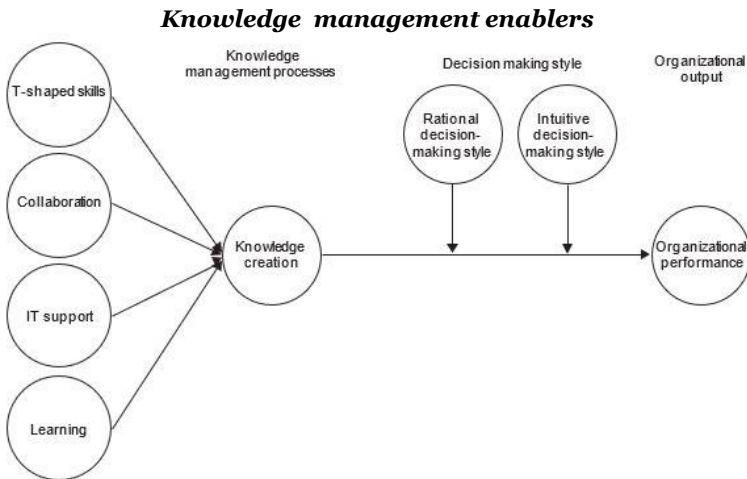 Knowledge management enablers
Knowledge
management processes
Decision making style
Organizational
output
T-shaped skills
Rational
decision-
making style
Intuitive
decision-
making style
Collaboration
Knowledge
creation
Organizational
performance
IT support
Learning